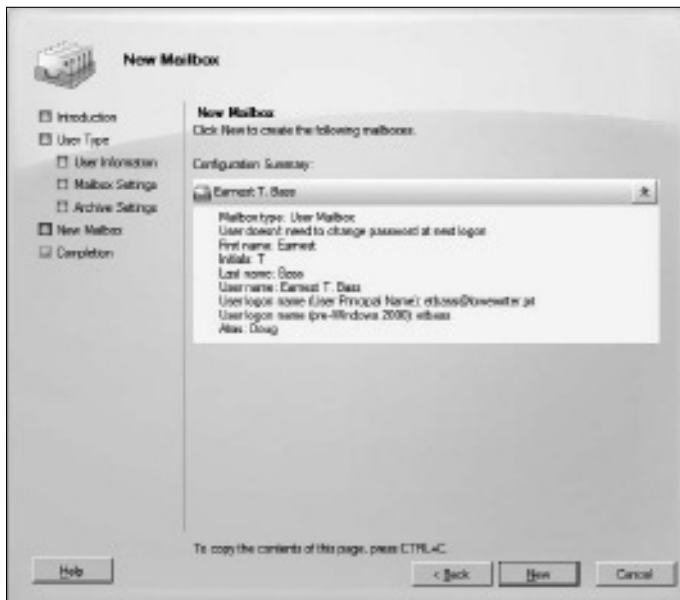 New Mailbox
Introduction
User Type
User Information
Mailbox Settings
Archive Settings
New Mailbox
Completion
New Mailbox
Click New to create the following mailboxes.
Configuration Summary:
Earnest T. Bass
Mailbox type: User Mailbox
User doesn't need to change password at next logon
First name: Earnest
Initials: T
Last name: Bass
User name: Earnest T. Bass
User logon name (User Principal Name):
User logon name (pre-Windows 2000): etbass
Alias: Doug
To copy the contents of this page, press CTRL+C.
Help
< Back
New
Cancel